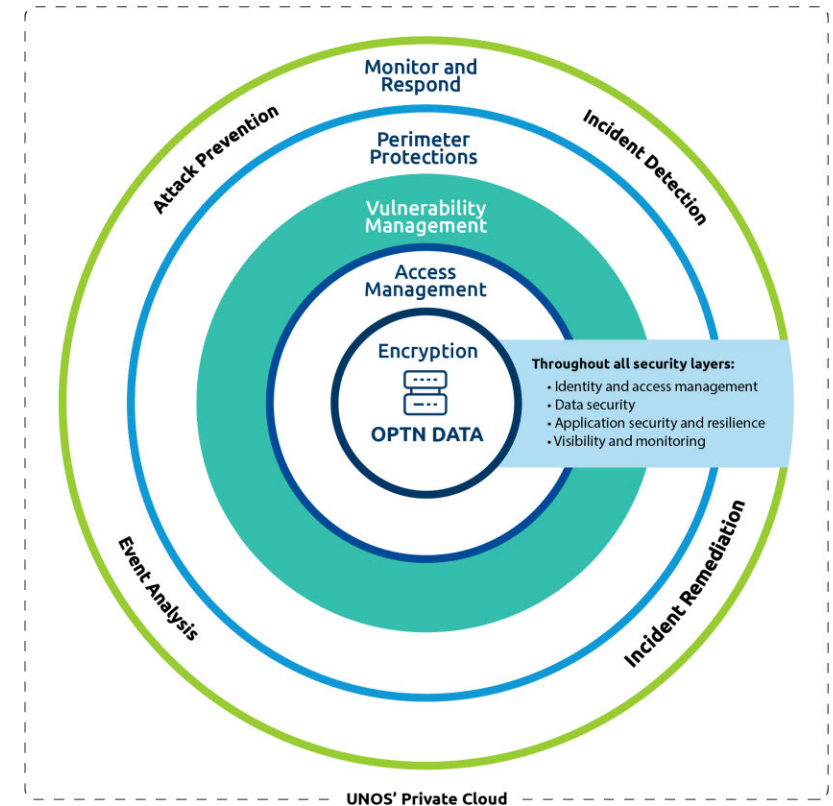 Monitor and
Respond
Attack Prevention
Incident Detection
Perimeter
Protections
Vulnerability
Management
Access
Management
Encryption
OPTN DATA
Throughout all security layers:
• Identity and access management
• Data security
• Application security and resilience
• Visibility and monitoring
Event Analysis
Incident Remediation
UNOS’ Private Cloud